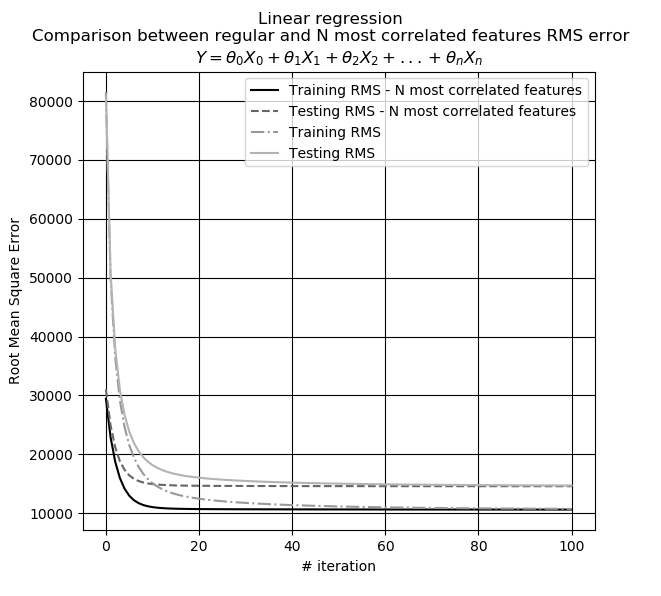 Linear regression
Comparison between regular and N most correlated features RMS error
Y = θ₀X₀ + θ₁X₁ + θ₂X₂ + ... + θₙXₙ
Training RMS - N most correlated features
Testing RMS - N most correlated features
Training RMS
Testing RMS
80000
70000
60000
50000
40000
30000
20000
10000
Root Mean Square Error
0 20 40 60 80 100
# iteration